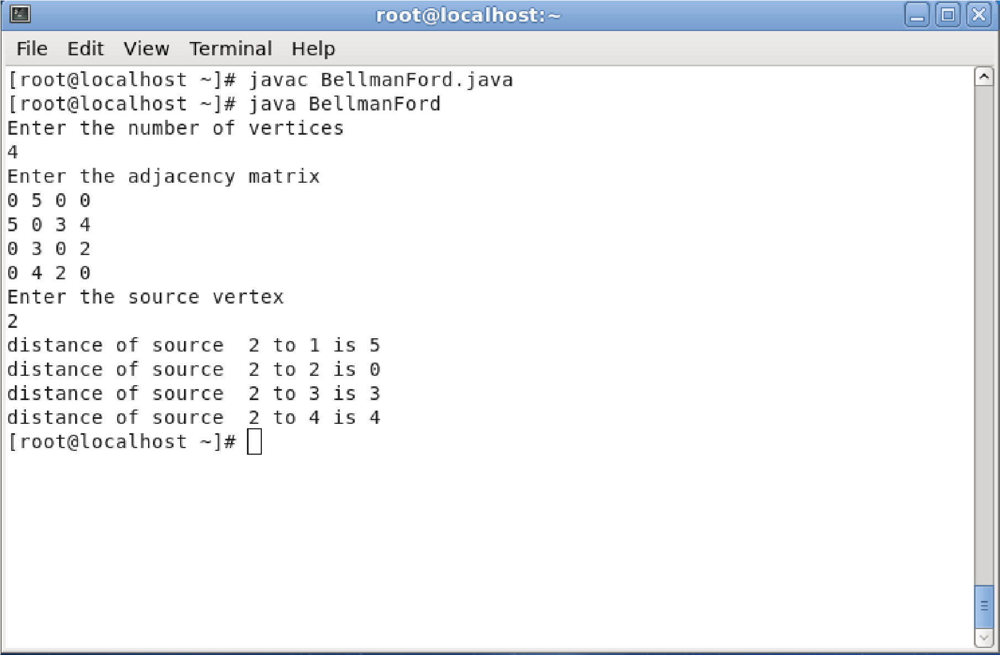 root@localhost:~
File Edit View Terminal Help
[root@localhost ~]# javac BellmanFord.java
[root@localhost ~]# java BellmanFord
Enter the number of vertices
4
Enter the adjacency matrix
0 5 0 0
5 0 3 4
0 3 0 2
0 4 2 0
Enter the source vertex
2
distance of source  2 to 1 is 5
distance of source  2 to 2 is 0
distance of source  2 to 3 is 3
distance of source  2 to 4 is 4
[root@localhost ~]#